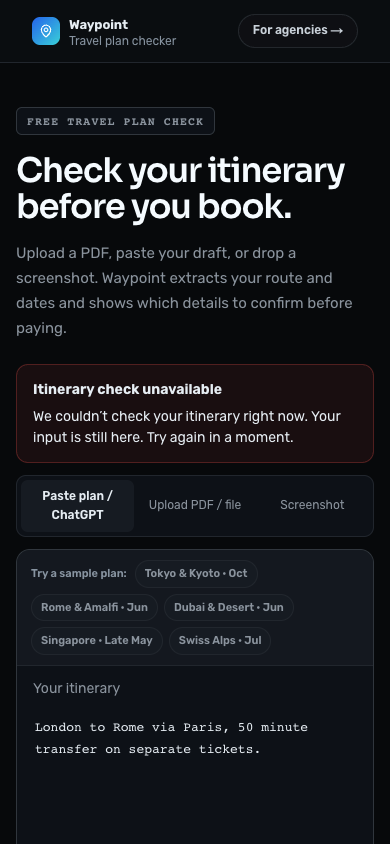 Waypoint
Travel plan checker
For agencies →
FREE TRAVEL PLAN CHECK
Check your itinerary
before you book.
Upload a PDF, paste your draft, or drop a
screenshot. Waypoint extracts your route and
dates and shows which details to confirm before
paying.
Itinerary check unavailable
We couldn’t check your itinerary right now. Your
input is still here. Try again in a moment.
Paste plan /
ChatGPT
Upload PDF / file
Screenshot
Try a sample plan:
Tokyo & Kyoto · Oct
Rome & Amalfi · Jun
Dubai & Desert · Jun
Singapore · Late May
Swiss Alps · Jul
Your itinerary
London to Rome via Paris, 50 minute
transfer on separate tickets.